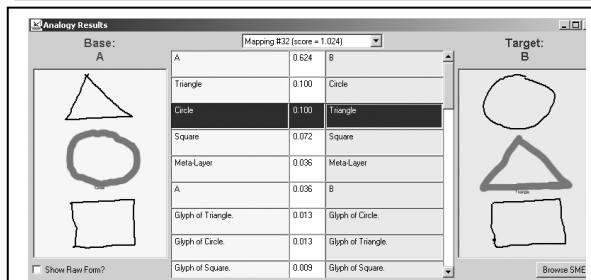 Analogy Results
Base:
A
Mapping #32 (score = 1.024)
Target:
B
A 0.624 B
Triangle 0.100 Circle
Circle 0.100 Triangle
Square 0.072 Square
Meta-Layer 0.036 Meta-Layer
A 0.036 B
Glyph of Triangle. 0.013 Glyph of Circle.
Glyph of Circle. 0.013 Glyph of Triangle.
Glyph of Square. 0.009 Glyph of Square.
Circle
Triangle
Show Raw Form?
Browse SME